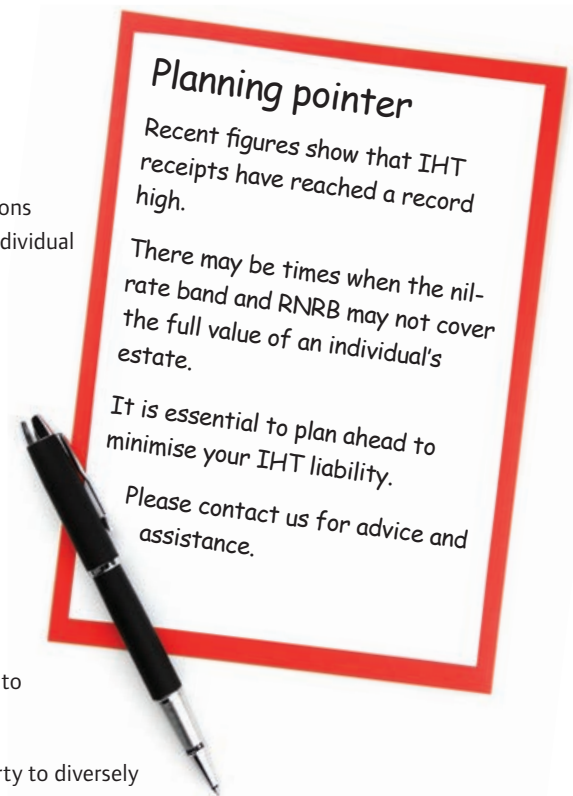 Planning pointer
Recent figures show that IHT
receipts have reached a record
high.
There may be times when the nil-
rate band and RNRB may not cover
the full value of an individual's
estate.
It is essential to plan ahead to
minimise your IHT liability.
Please contact us for advice and
assistance.
ons
dividual
to
rty to diversely